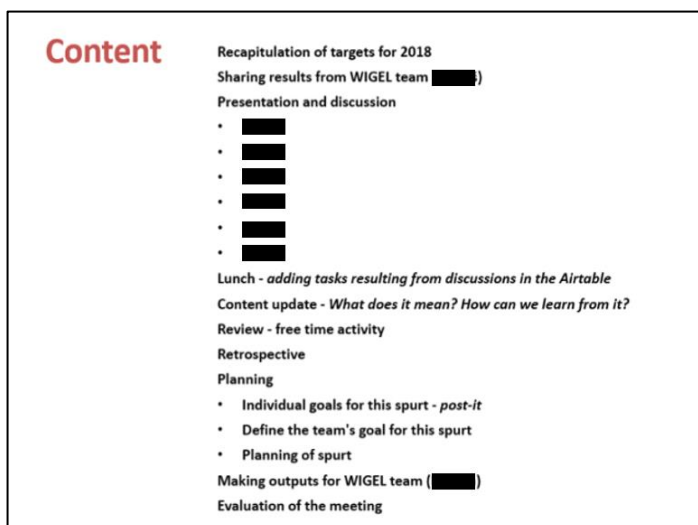 Content
Recapitulation of targets for 2018
Sharing results from WIGEL team )
Presentation and discussion
•
•
•
•
•
•
Lunch - adding tasks resulting from discussions in the Airtable
Content update - What does it mean? How can we learn from it?
Review - free time activity
Retrospective
Planning
• Individual goals for this spurt - post-it
• Define the team's goal for this spurt
• Planning of spurt
Making outputs for WIGEL team ( )
Evaluation of the meeting